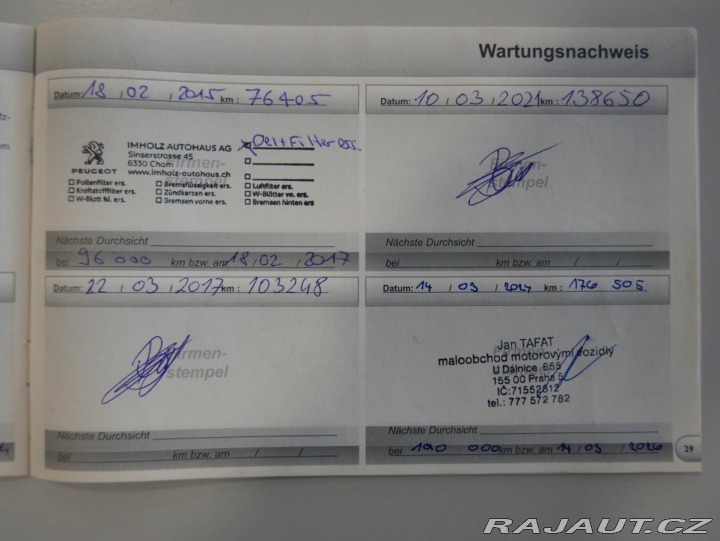 Wartungsnachweis
Datum: 18 / 02 / 2015 km: 76405
IMHOLZ AUTOHAUS AG
Sinserstrasse 45
6330 Cham
www.imholz-autohaus.ch
PEUGEOT
x Oel+Filter ers.
Firmen-
stempel
□ Pollenfilter ers. □ Bremsflüssigkeit ers. □ Luftfilter ers.
□ Kraftstofffilter ers. □ Zündkerzen ers. □ W-Blätter vo. ers.
□ W-Blatt hi. ers. □ Bremsen vorne ers. □ Bremsen hinten ers
Nächste Durchsicht
bei 96000 km bzw. am 18/02/2017
Datum: 10 / 03 / 2021 km: 138650
Firmen-
stempel
Nächste Durchsicht
bei km bzw. am / /
Datum: 22 / 03 / 2017 km: 103248
Firmen-
stempel
Nächste Durchsicht
bei km bzw. am / /
Datum: 14 / 03 / 2024 km: 176 505
Jan TAFAT
maloobchod motorovými vozidly
U Dálnice 855
155 00 Praha 5
IČ:71552812
tel.: 777 572 782
Nächste Durchsicht
bei 190 000 km bzw. am 14/03/2026
29
RAJAUT.CZ